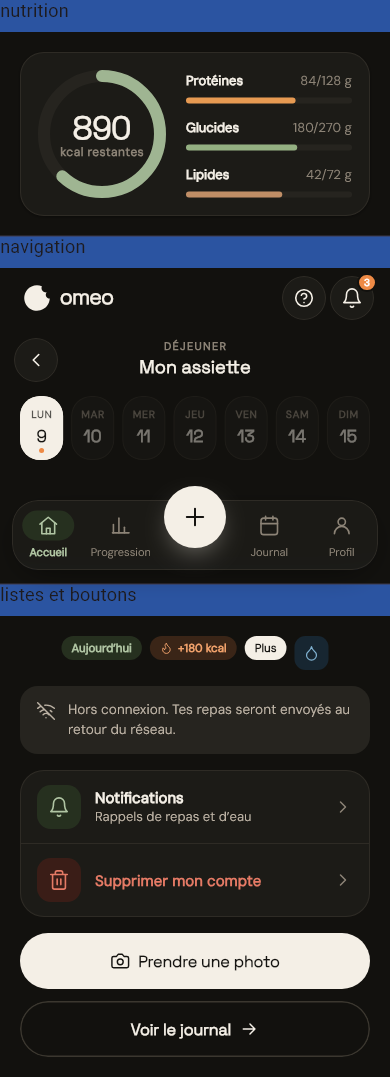 nutrition
890
kcal restantes
Protéines 84/128 g
Glucides 180/270 g
Lipides 42/72 g
navigation
omeo
3
DÉJEUNER
Mon assiette
LUN MAR MER JEU VEN SAM DIM
9 10 11 12 13 14 15
Accueil Progression Journal Profil
listes et boutons
Aujourd'hui +180 kcal Plus
Hors connexion. Tes repas seront envoyés au
retour du réseau.
Notifications
Rappels de repas et d'eau
Supprimer mon compte
Prendre une photo
Voir le journal